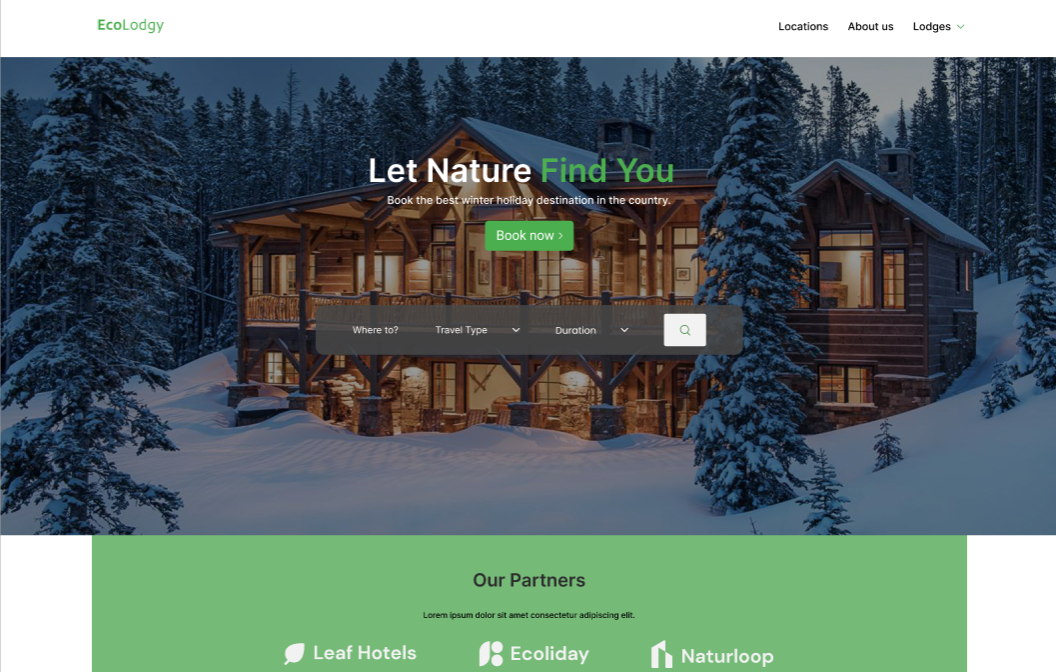 EcoLodgy
Locations About us Lodges
Let Nature Find You
Book the best winter holiday destination in the country.
Book now
Where to? Travel Type Duration
Our Partners
Lorem ipsum dolor sit amet consectetur adipiscing elit.
Leaf Hotels Ecoliday Naturloop